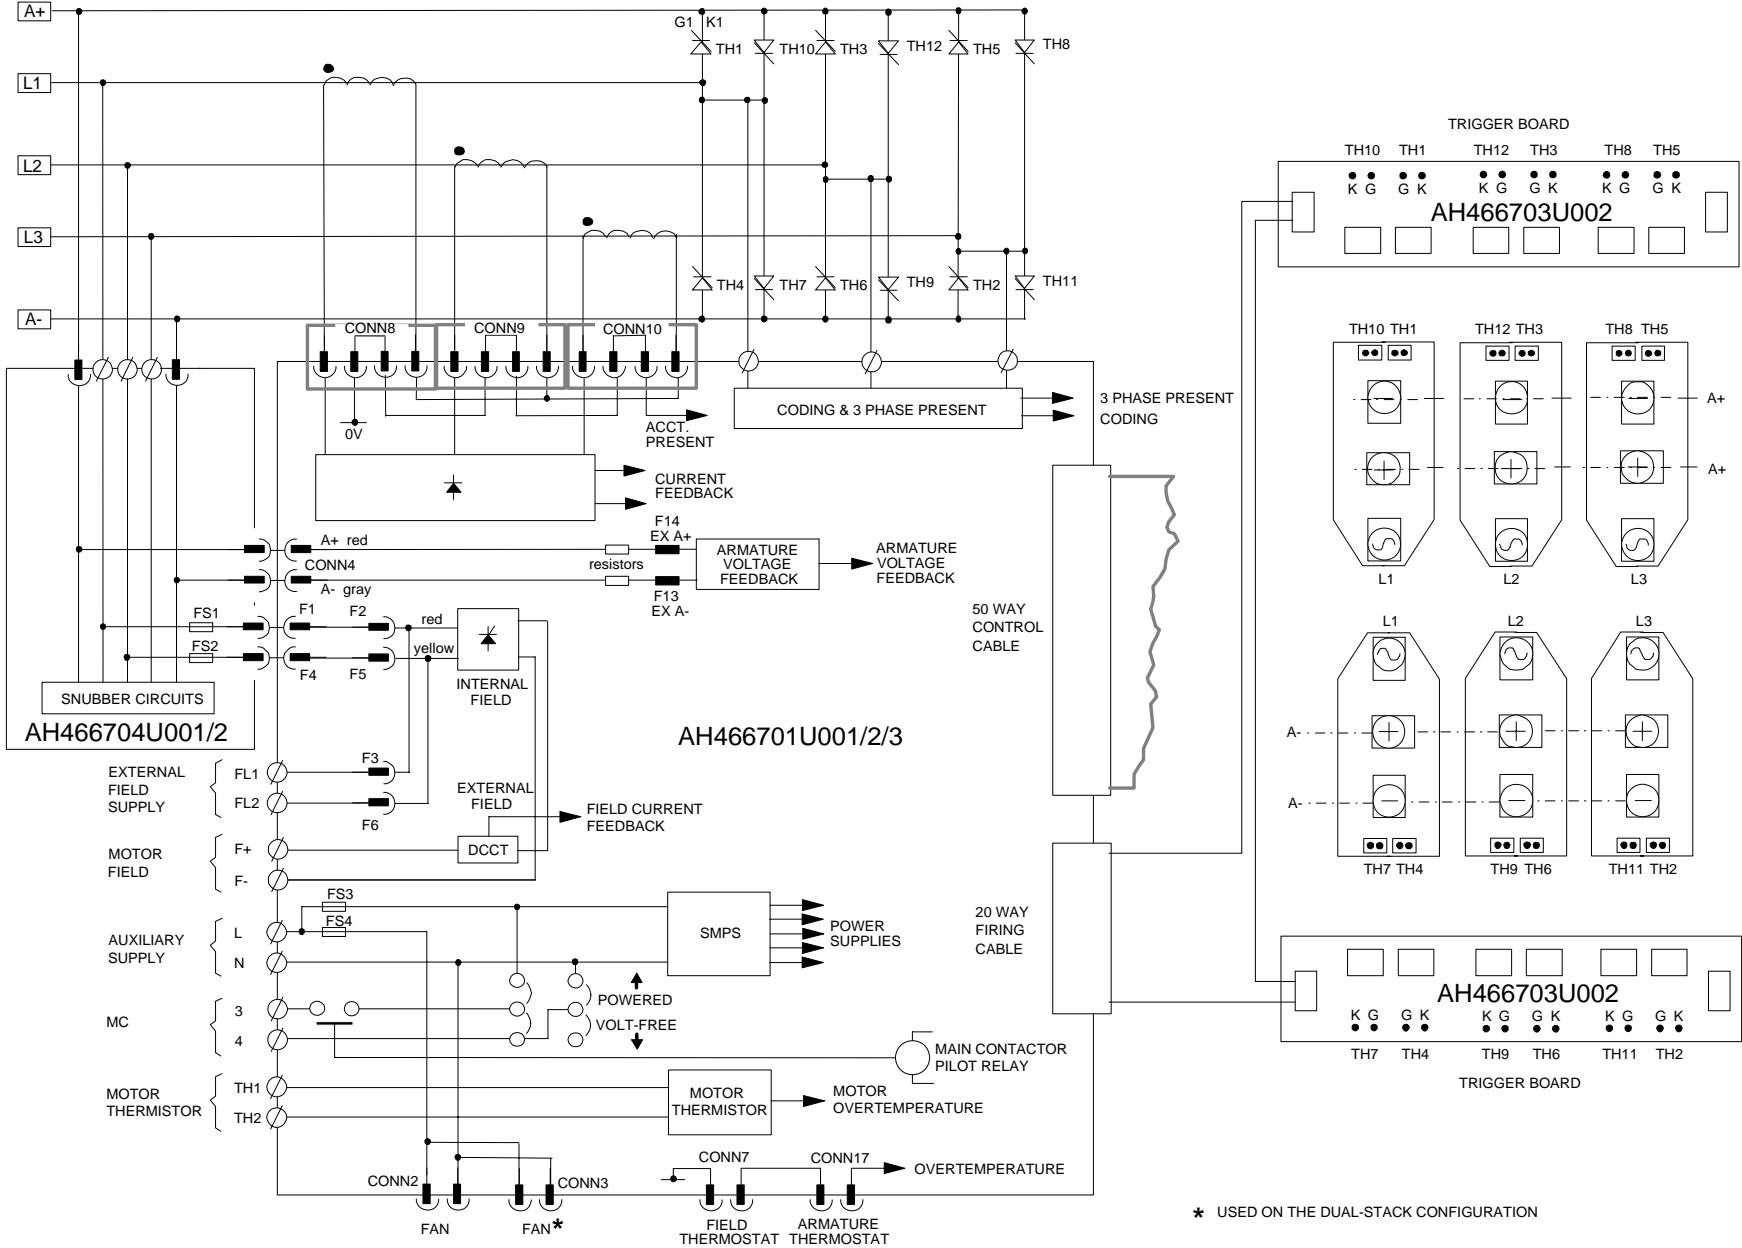 A+
G1 K1
TH1 TH10 TH3 TH12 TH5 TH8
L1
L2
L3
TH4 TH7 TH6 TH9 TH2 TH11
A-
CONN8 CONN9 CONN10
0V
ACCT.
PRESENT
CODING & 3 PHASE PRESENT
3 PHASE PRESENT
CODING
CURRENT
FEEDBACK
A+ red
CONN4
A- gray
resistors
F14
EX A+
F13
EX A-
ARMATURE
VOLTAGE
FEEDBACK
ARMATURE
VOLTAGE
FEEDBACK
FS1 F1 F2 red
FS2 F4 F5 yellow
INTERNAL
FIELD
SNUBBER CIRCUITS
AH466704U001/2
AH466701U001/2/3
50 WAY
CONTROL
CABLE
EXTERNAL
FIELD
SUPPLY
FL1
FL2
F3
F6
EXTERNAL
FIELD
DCCT
FIELD CURRENT
FEEDBACK
MOTOR
FIELD
F+
F-
AUXILIARY
SUPPLY
L
N
FS3
FS4
SMPS
POWER
SUPPLIES
20 WAY
FIRING
CABLE
MC
3
4
POWERED
VOLT-FREE
MAIN CONTACTOR
PILOT RELAY
MOTOR
THERMISTOR
TH1
TH2
MOTOR
THERMISTOR
MOTOR
OVERTEMPERATURE
CONN2 CONN3
FAN FAN*
CONN7 CONN17
OVERTEMPERATURE
FIELD
THERMOSTAT
ARMATURE
THERMOSTAT
TRIGGER BOARD
TH10 TH1 TH12 TH3 TH8 TH5
K G G K K G G K K G G K
AH466703U002
TH10 TH1 TH12 TH3 TH8 TH5
A+
A+
L1 L2 L3
L1 L2 L3
A-
A-
TH7 TH4 TH9 TH6 TH11 TH2
AH466703U002
K G G K K G G K K G G K
TH7 TH4 TH9 TH6 TH11 TH2
TRIGGER BOARD
* USED ON THE DUAL-STACK CONFIGURATION